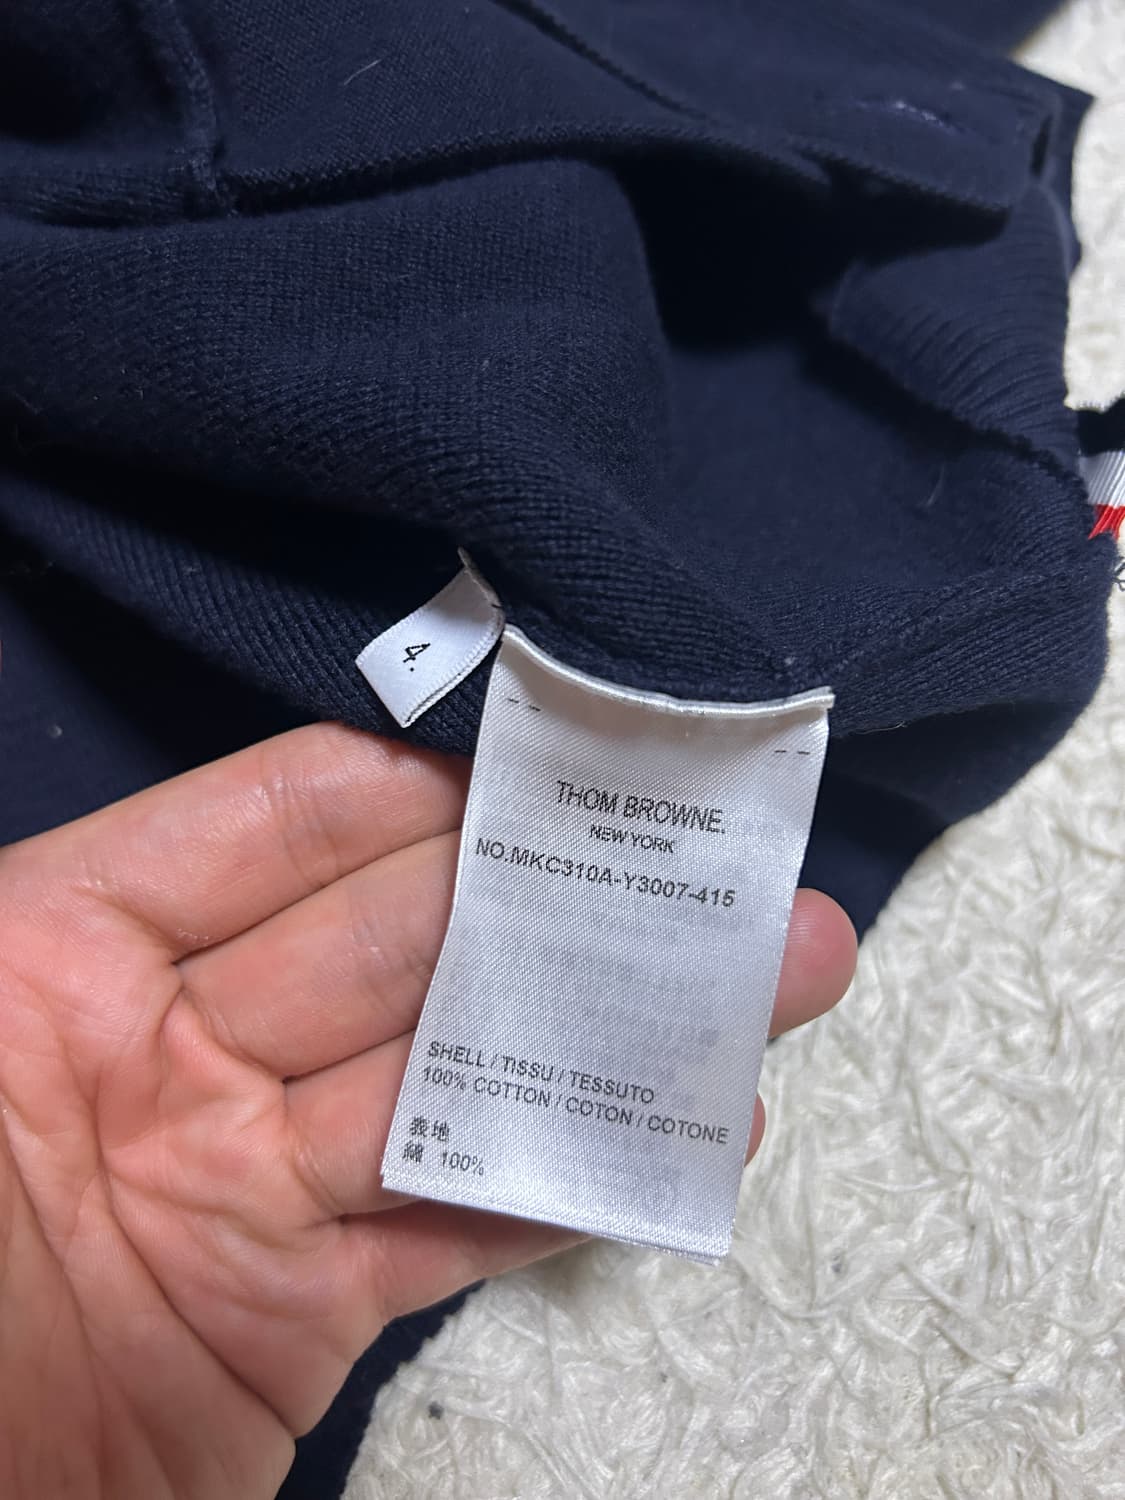 4.
THOM BROWNE.
NEW YORK
NO.MKC310A-Y3007-415
SHELL / TISSU / TESSUTO
100% COTTON / COTON / COTONE
表地
綿 100%